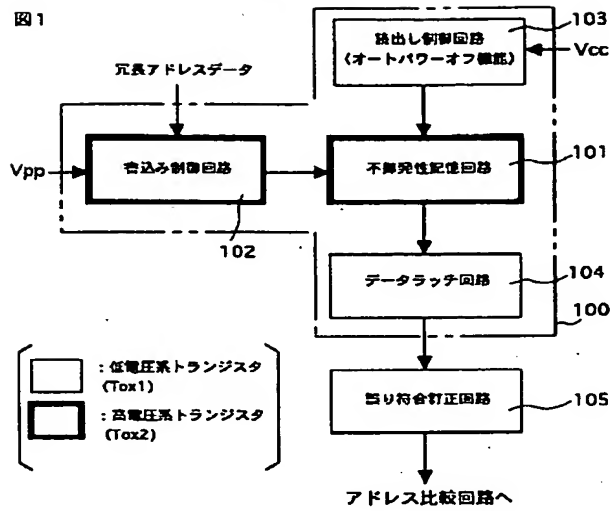 図1
103
読出し制御回路
(オートパワーオフ機能)
Vcc
冗長アドレスデータ
Vpp
書込み制御回路
102
不揮発性記憶回路
101
データラッチ回路
104
100
:低電圧系トランジスタ
(Tox1)
:高電圧系トランジスタ
(Tox2)
誤り符合訂正回路
105
アドレス比較回路へ